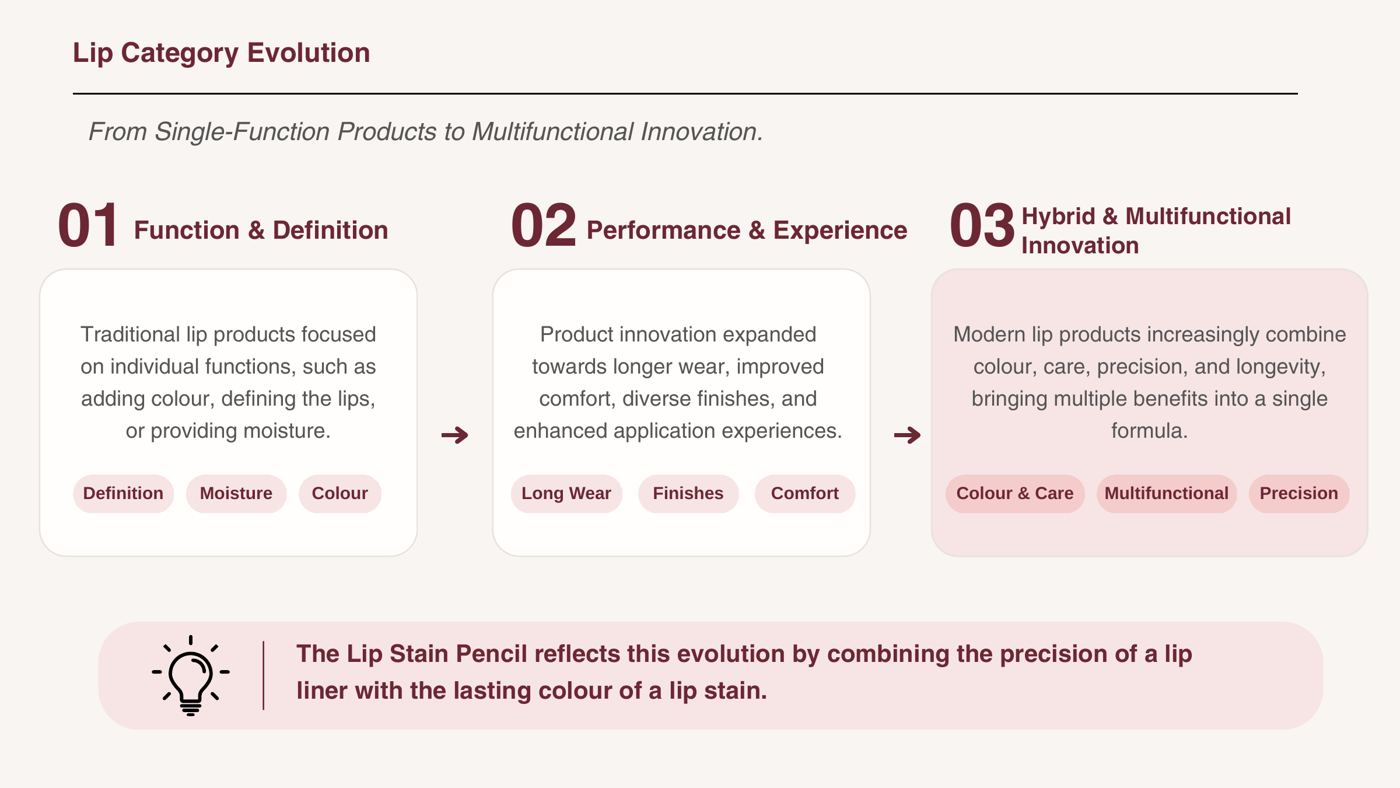 Lip Category Evolution
From Single-Function Products to Multifunctional Innovation.
01 Function & Definition
Traditional lip products focused
on individual functions, such as
adding colour, defining the lips,
or providing moisture.
Definition Moisture Colour
02 Performance & Experience
Product innovation expanded
towards longer wear, improved
comfort, diverse finishes, and
enhanced application experiences.
Long Wear Finishes Comfort
03 Hybrid & Multifunctional
Innovation
Modern lip products increasingly combine
colour, care, precision, and longevity,
bringing multiple benefits into a single
formula.
Colour & Care Multifunctional Precision
The Lip Stain Pencil reflects this evolution by combining the precision of a lip
liner with the lasting colour of a lip stain.